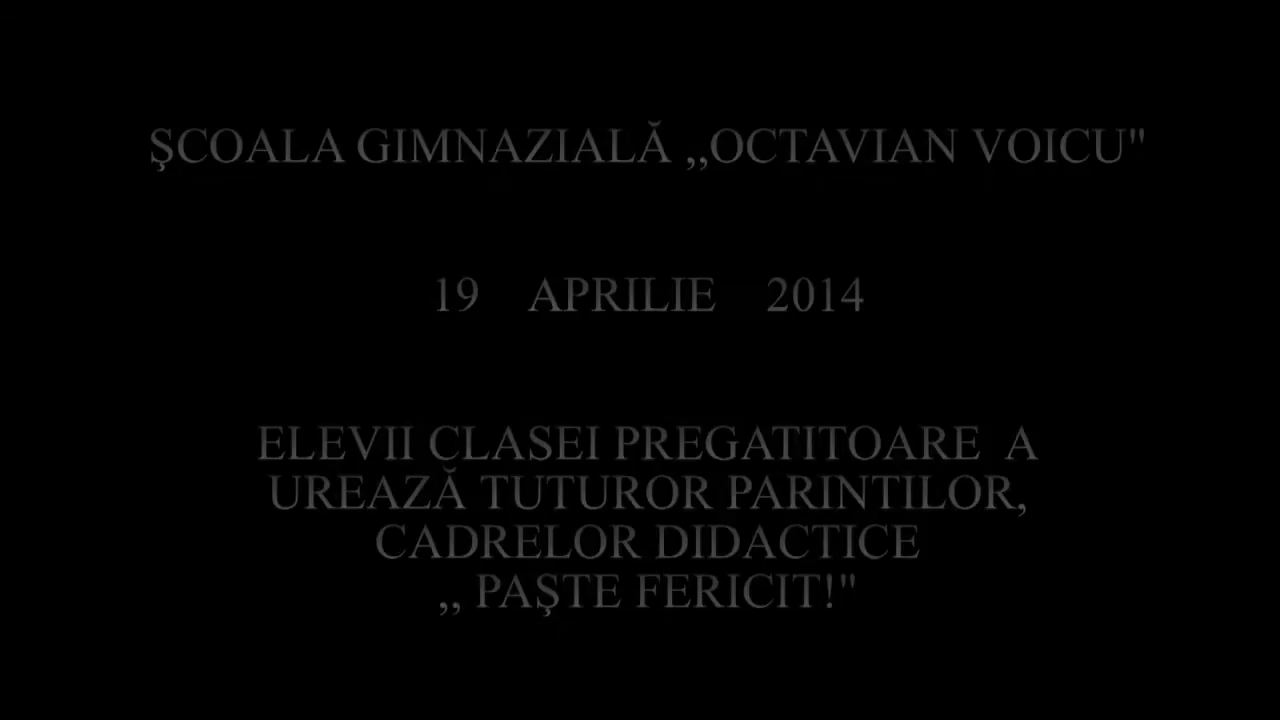 ŞCOALA GIMNAZIALĂ ,,OCTAVIAN VOICU"
19 APRILIE 2014
ELEVII CLASEI PREGATITOARE A
UREAZĂ TUTUROR PARINTILOR,
CADRELOR DIDACTICE
,, PAŞTE FERICIT!"